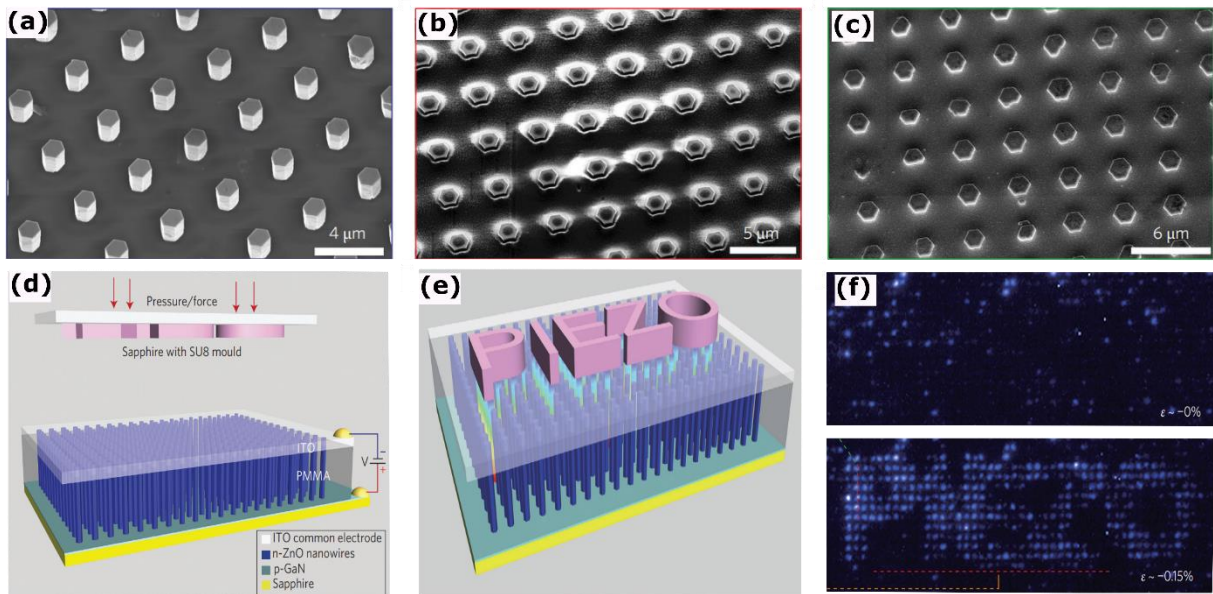 (a)
4 μm
(b)
5 μm
(c)
6 μm
(d)
Pressure/force
Sapphire with SU8 mould
ITO
PMMA
V
−
+
ITO common electrode
n-ZnO nanowires
p-GaN
Sapphire
(e)
PIEZO
(f)
ε ~ −0%
PIEZO
ε ~ −0.15%